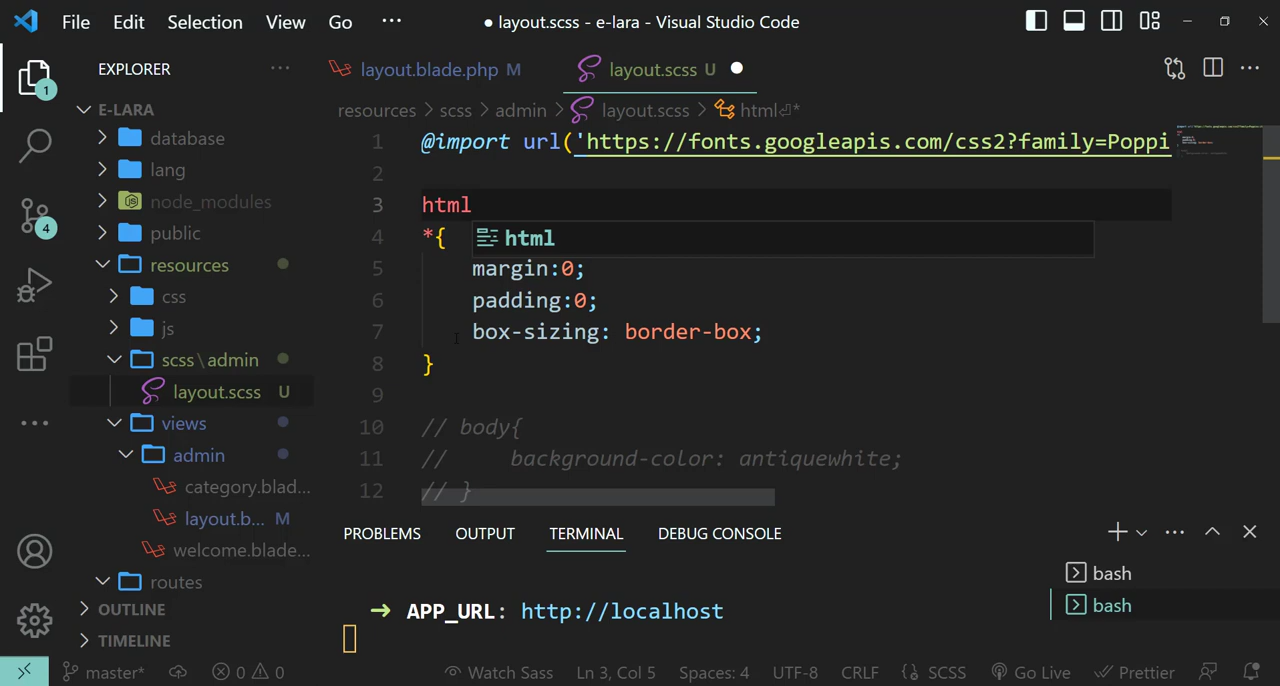 File Edit Selection View Go ··· ● layout.scss - e-lara - Visual Studio Code
EXPLORER ···
1
4
E-LARA
database
lang
node_modules
public
resources
css
js
scss\admin
layout.scss U
views
admin
category.blad...
layout.b... M
welcome.blade...
routes
OUTLINE
TIMELINE
layout.blade.php M layout.scss U ●
resources > scss > admin > layout.scss > html*
1 @import url('https://fonts.googleapis.com/css2?family=Poppi
2
3 html
4 *{
html
5 margin:0;
6 padding:0;
7 box-sizing: border-box;
8 }
9
10 // body{
11 // background-color: antiquewhite;
12 // }
PROBLEMS OUTPUT TERMINAL DEBUG CONSOLE
➜ APP_URL: http://localhost
bash
bash
master* 0 0 Watch Sass Ln 3, Col 5 Spaces: 4 UTF-8 CRLF {} SCSS Go Live Prettier